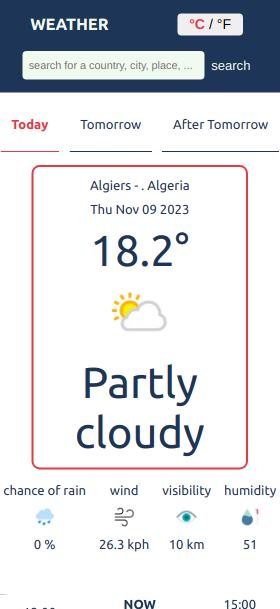 WEATHER
°C / °F
search for a country, city, place, ...
search
Today
Tomorrow
After Tomorrow
Algiers - . Algeria
Thu Nov 09 2023
18.2°
Partly
cloudy
chance of rain
wind
visibility
humidity
0 %
26.3 kph
10 km
51
NOW
15:00